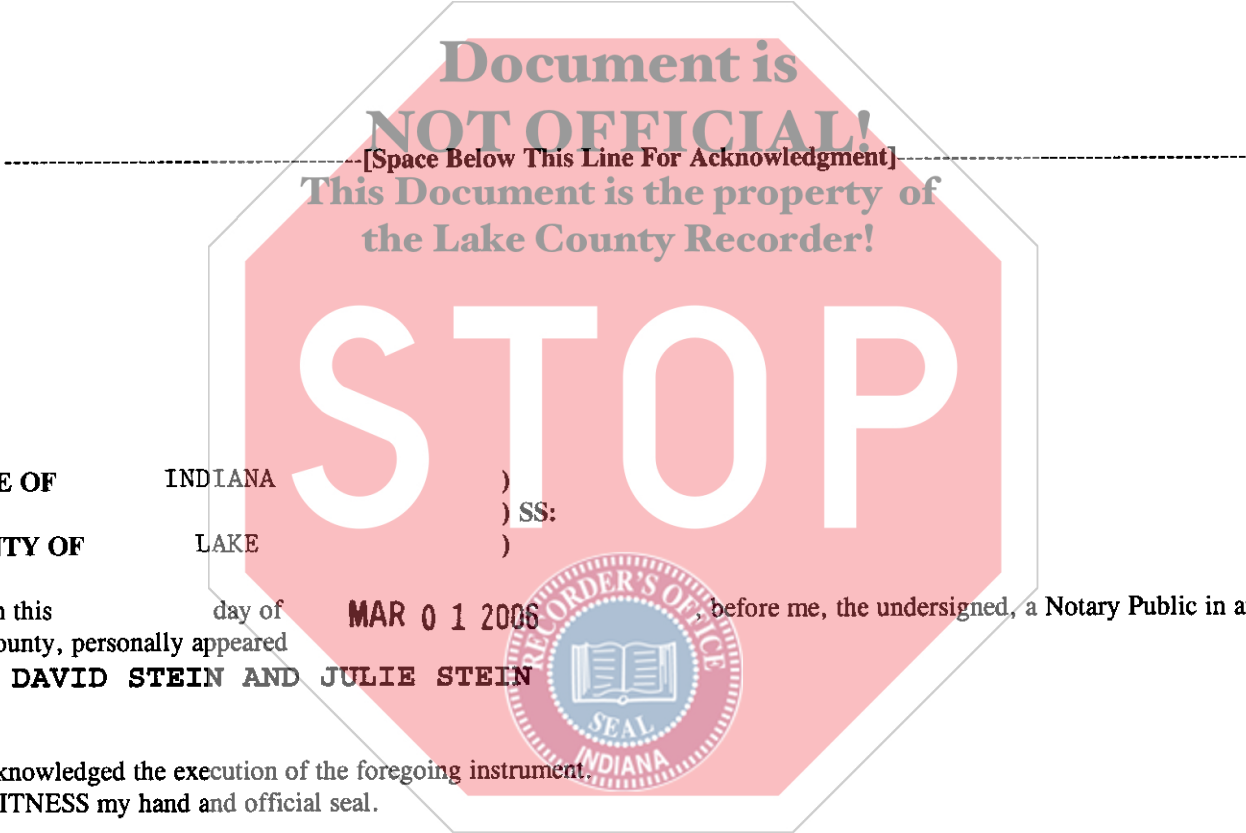 Document is
NOT OFFICIAL!
[Space Below This Line For Acknowledgment]
This Document is the property of
the Lake County Recorder!
STOP
E OF INDIANA )
) SS:
NTY OF LAKE )
n this day of MAR 0 1 2006 , before me, the undersigned, a Notary Public in a
ounty, personally appeared
DAVID STEIN AND JULIE STEIN
RECORDER'S OFFICE
SEAL
INDIANA
knowledged the execution of the foregoing instrument.
ITNESS my hand and official seal.